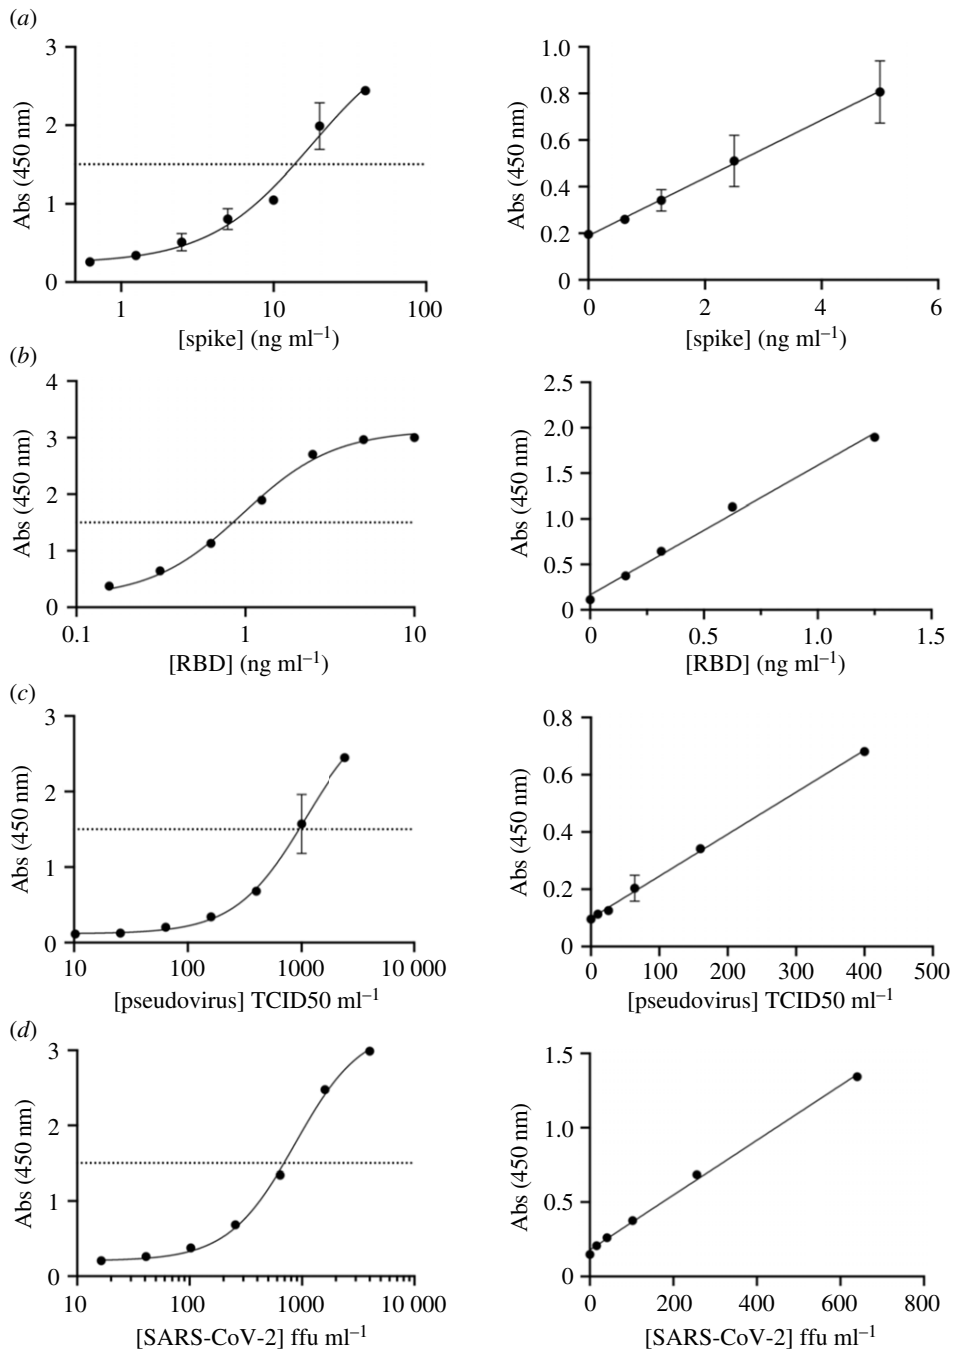 (a)
3
2
1
0
Abs (450 nm)
1 10 100
[spike] (ng ml⁻¹)
1.0
0.8
0.6
0.4
0.2
0
Abs (450 nm)
0 2 4 6
[spike] (ng ml⁻¹)
(b)
4
3
2
1
0
Abs (450 nm)
0.1 1 10
[RBD] (ng ml⁻¹)
2.5
2.0
1.5
1.0
0.5
0
Abs (450 nm)
0 0.5 1.0 1.5
[RBD] (ng ml⁻¹)
(c)
3
2
1
0
Abs (450 nm)
10 100 1000 10 000
[pseudovirus] TCID50 ml⁻¹
0.8
0.6
0.4
0.2
0
Abs (450 nm)
0 100 200 300 400 500
[pseudovirus] TCID50 ml⁻¹
(d)
3
2
1
0
Abs (450 nm)
10 100 1000 10 000
[SARS-CoV-2] ffu ml⁻¹
1.5
1.0
0.5
0
Abs (450 nm)
0 200 400 600 800
[SARS-CoV-2] ffu ml⁻¹